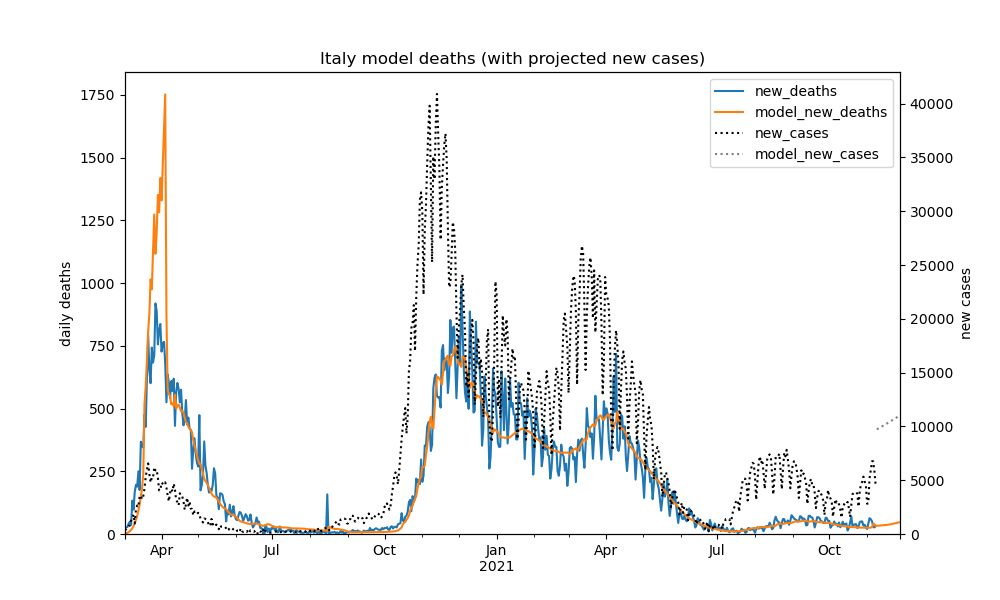 Italy model deaths (with projected new cases)
new_deaths
model_new_deaths
new_cases
model_new_cases
1750
1500
1250
1000
750
500
250
0
daily deaths
40000
35000
30000
25000
20000
15000
10000
5000
0
new cases
Apr Jul Oct Jan Apr Jul Oct
2021